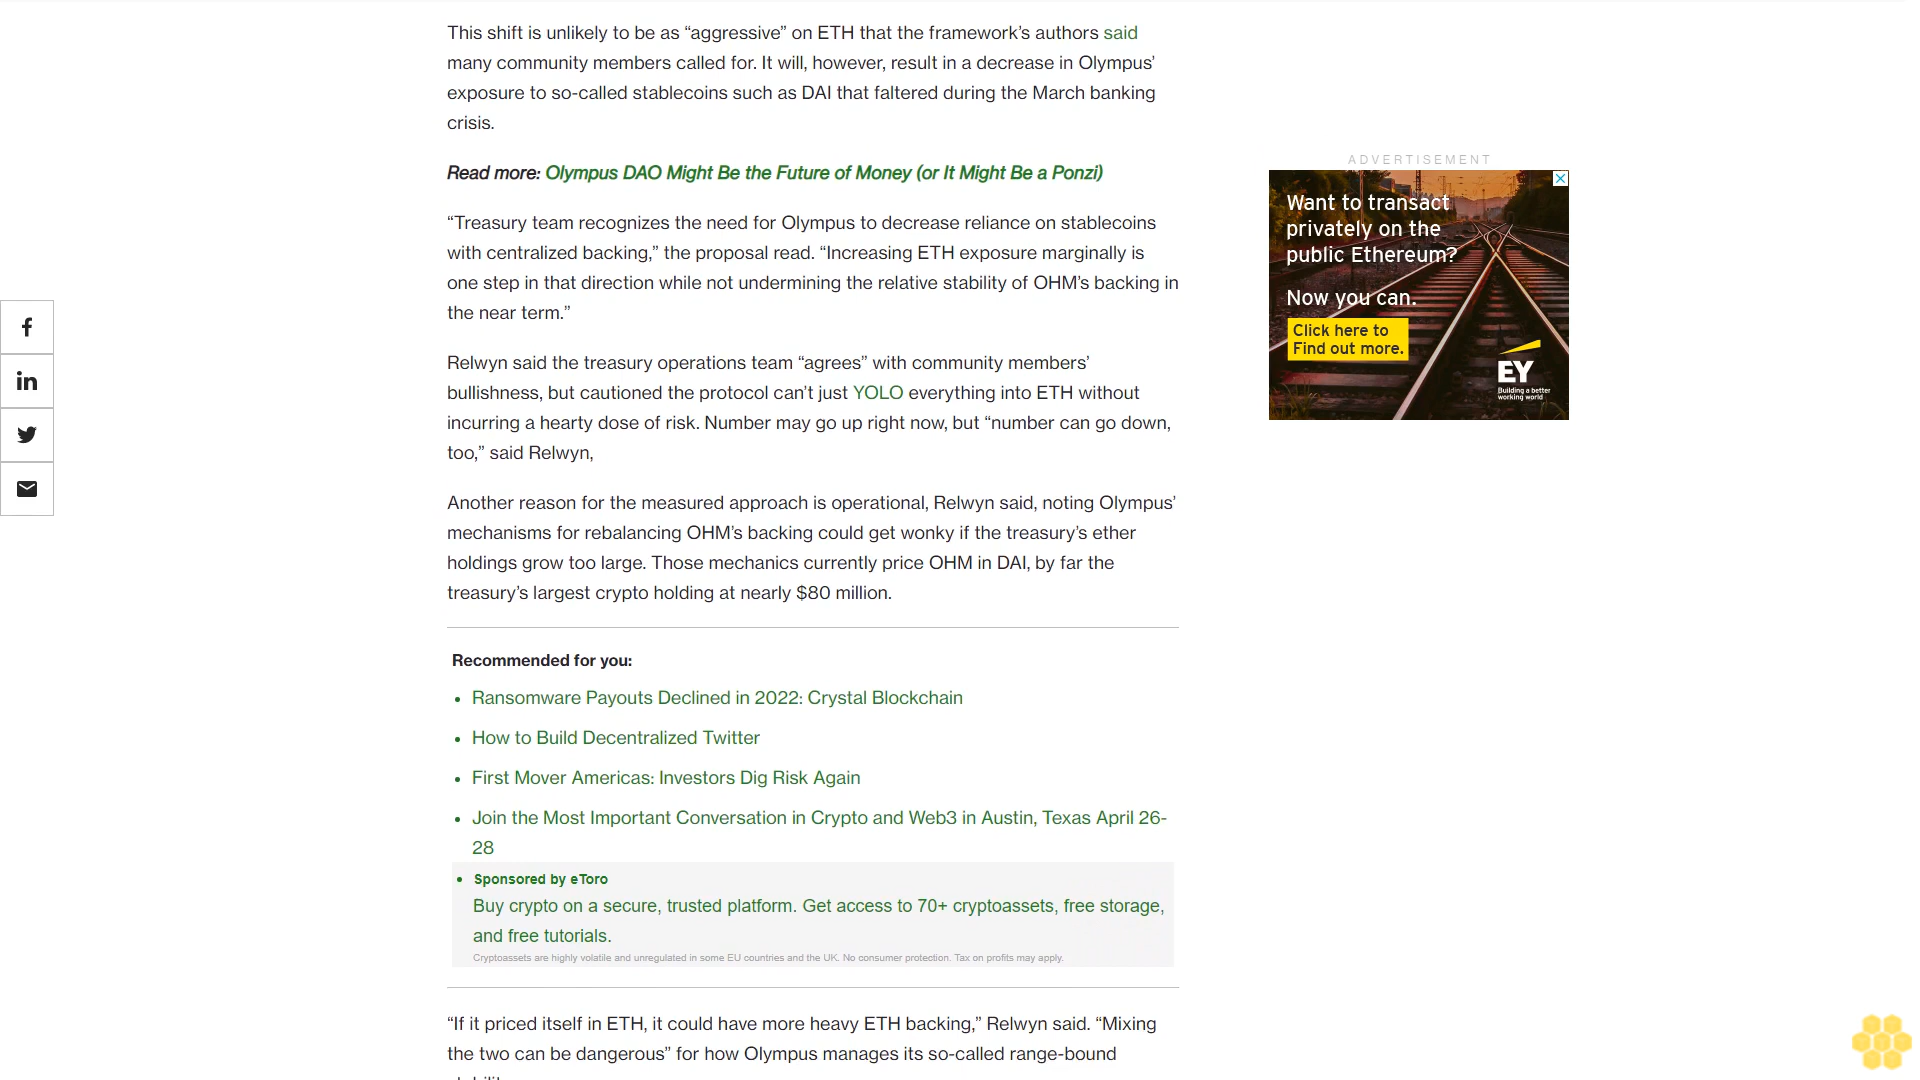 This shift is unlikely to be as “aggressive” on ETH that the framework’s authors said
many community members called for. It will, however, result in a decrease in Olympus’
exposure to so-called stablecoins such as DAI that faltered during the March banking
crisis.
Read more: Olympus DAO Might Be the Future of Money (or It Might Be a Ponzi)
“Treasury team recognizes the need for Olympus to decrease reliance on stablecoins
with centralized backing,” the proposal read. “Increasing ETH exposure marginally is
one step in that direction while not undermining the relative stability of OHM’s backing in
the near term.”
Relwyn said the treasury operations team “agrees” with community members’
bullishness, but cautioned the protocol can’t just YOLO everything into ETH without
incurring a hearty dose of risk. Number may go up right now, but “number can go down,
too,” said Relwyn,
Another reason for the measured approach is operational, Relwyn said, noting Olympus’
mechanisms for rebalancing OHM’s backing could get wonky if the treasury’s ether
holdings grow too large. Those mechanics currently price OHM in DAI, by far the
treasury’s largest crypto holding at nearly $80 million.
Recommended for you:
• Ransomware Payouts Declined in 2022: Crystal Blockchain
• How to Build Decentralized Twitter
• First Mover Americas: Investors Dig Risk Again
• Join the Most Important Conversation in Crypto and Web3 in Austin, Texas April 26-
28
• Sponsored by eToro
Buy crypto on a secure, trusted platform. Get access to 70+ cryptoassets, free storage,
and free tutorials.
Cryptoassets are highly volatile and unregulated in some EU countries and the UK. No consumer protection. Tax on profits may apply.
“If it priced itself in ETH, it could have more heavy ETH backing,” Relwyn said. “Mixing
the two can be dangerous” for how Olympus manages its so-called range-bound
ADVERTISEMENT
Want to transact
privately on the
public Ethereum?
Now you can.
Click here to
Find out more.
EY
Building a better
working world
f
in